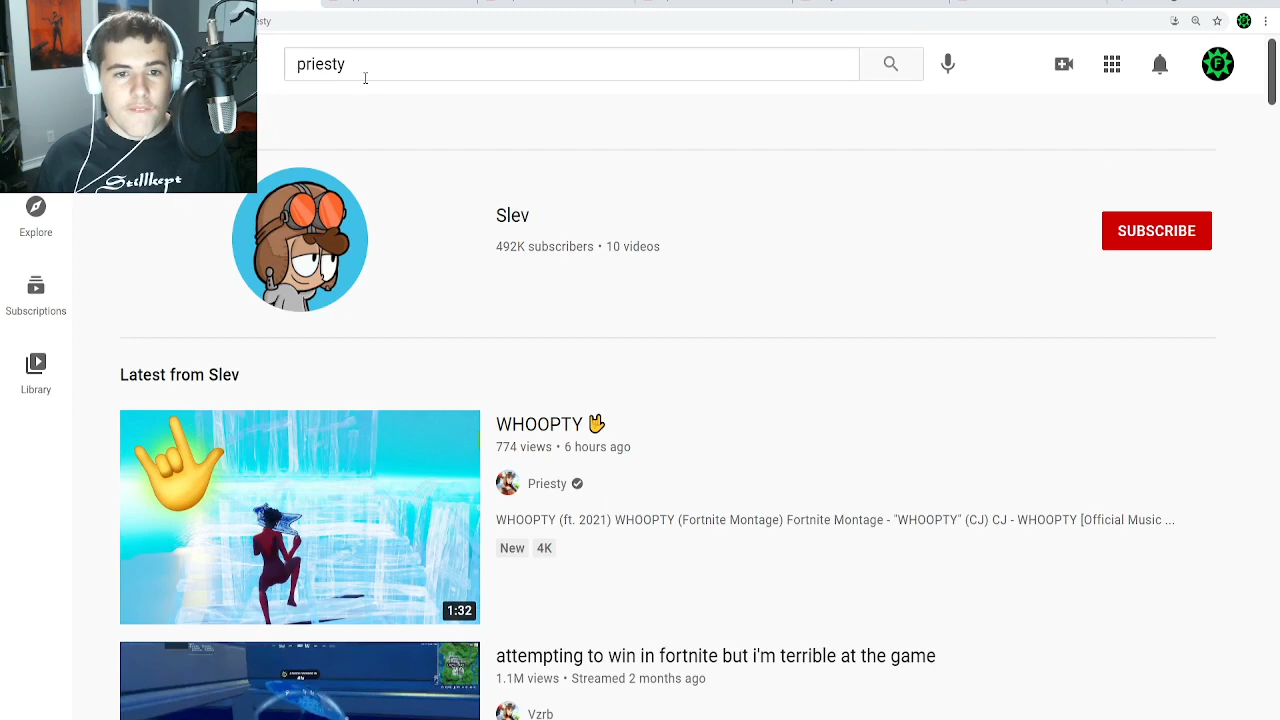 esty
priesty
F
Stillkept
Explore
Subscriptions
Library
Slev
492K subscribers • 10 videos
SUBSCRIBE
Latest from Slev
WHOOPTY 🤟
774 views • 6 hours ago
Priesty
WHOOPTY (ft. 2021) WHOOPTY (Fortnite Montage) Fortnite Montage - "WHOOPTY" (CJ) CJ - WHOOPTY [Official Music ...
New 4K
1:32
attempting to win in fortnite but i'm terrible at the game
1.1M views • Streamed 2 months ago
Vzrb